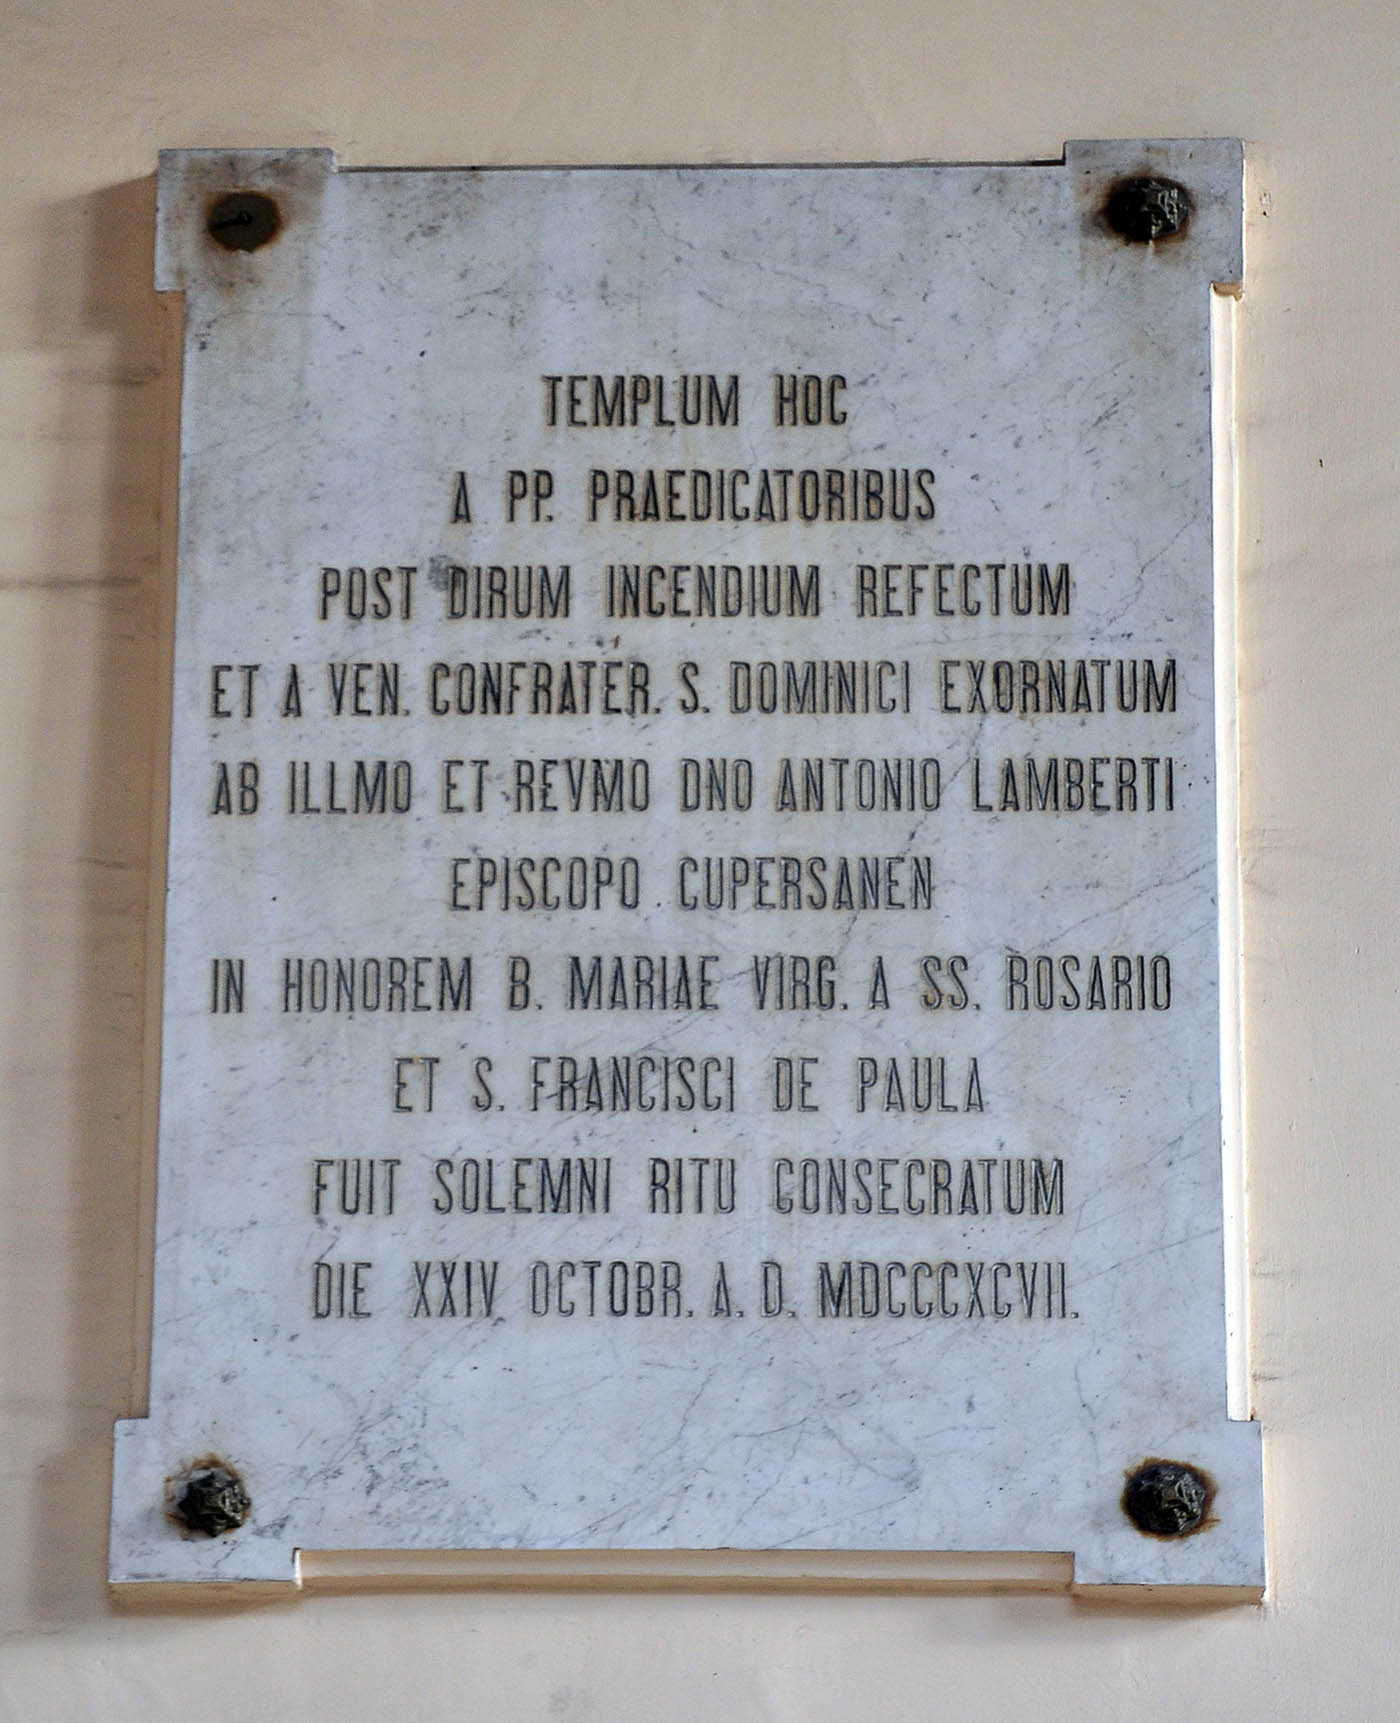 TEMPLUM HOC
A PP. PRAEDICATORIBUS
POST DIRUM INCENDIUM REFECTUM
ET A VEN. CONFRATER. S. DOMINICI EXORNATUM
AB ILLMO ET REVMO DNO ANTONIO LAMBERTI
EPISCOPO CUPERSANEN
IN HONOREM B. MARIAE VIRG. A SS. ROSARIO
ET S. FRANCISCI DE PAULA
FUIT SOLEMNI RITU CONSECRATUM
DIE XXIV OCTOBR. A. D. MDCCCXCVII.